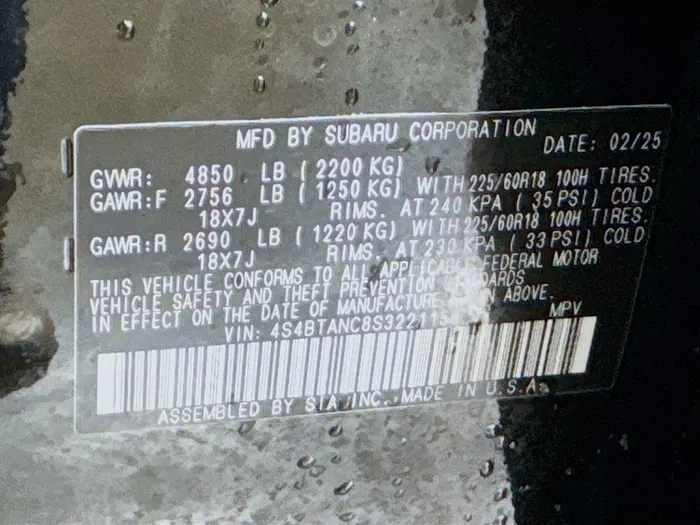 MFD BY SUBARU CORPORATION DATE: 02/25
GVWR: 4850 LB (2200 KG)
GAWR:F 2756 LB (1250 KG) WITH 225/60R18 100H TIRES.
18X7J RIMS. AT 240 KPA (35 PSI) COLD
GAWR:R 2690 LB (1220 KG) WITH 225/60R18 100H TIRES.
18X7J RIMS. AT 230 KPA (33 PSI) COLD
THIS VEHICLE CONFORMS TO ALL APPLICABLE FEDERAL MOTOR
VEHICLE SAFETY AND THEFT PREVENTION STANDARDS
IN EFFECT ON THE DATE OF MANUFACTURE SHOWN ABOVE.
VIN: MPV
ASSEMBLED BY SIA, INC., MADE IN U.S.A.